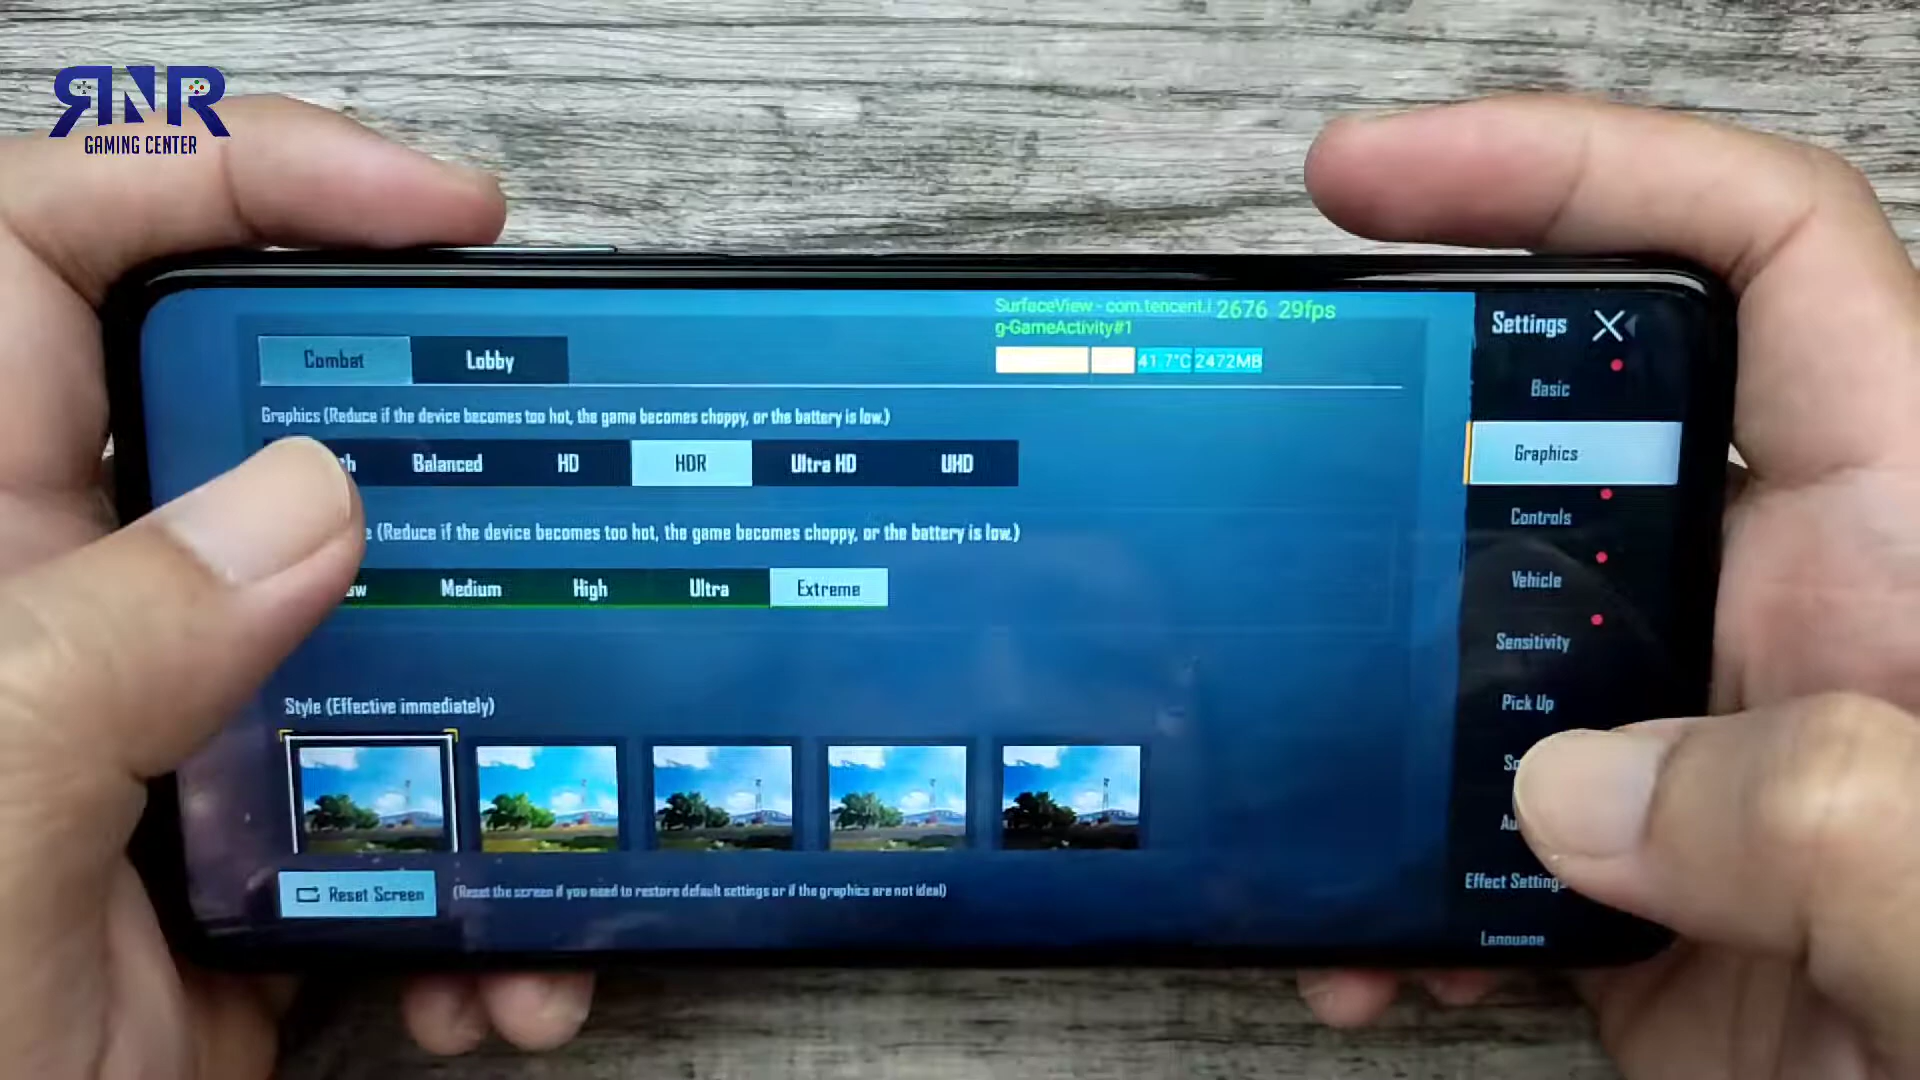 RNR
GAMING CENTER
SurfaceView - com.tencent.i 2676 29fps
g-GameActivity#1
41.7°C 2472MB
Settings
Combat Lobby
Basic
Graphics (Reduce if the device becomes too hot, the game becomes choppy, or the battery is low.)
Balanced HD HDR Ultra HD UHD
Graphics
Controls
(Reduce if the device becomes too hot, the game becomes choppy, or the battery is low.)
Medium High Ultra Extreme
Vehicle
Sensitivity
Style (Effective immediately)
Pick Up
Reset Screen (Reset the screen if you need to restore default settings or if the graphics are not ideal)
Effect Settings
Language